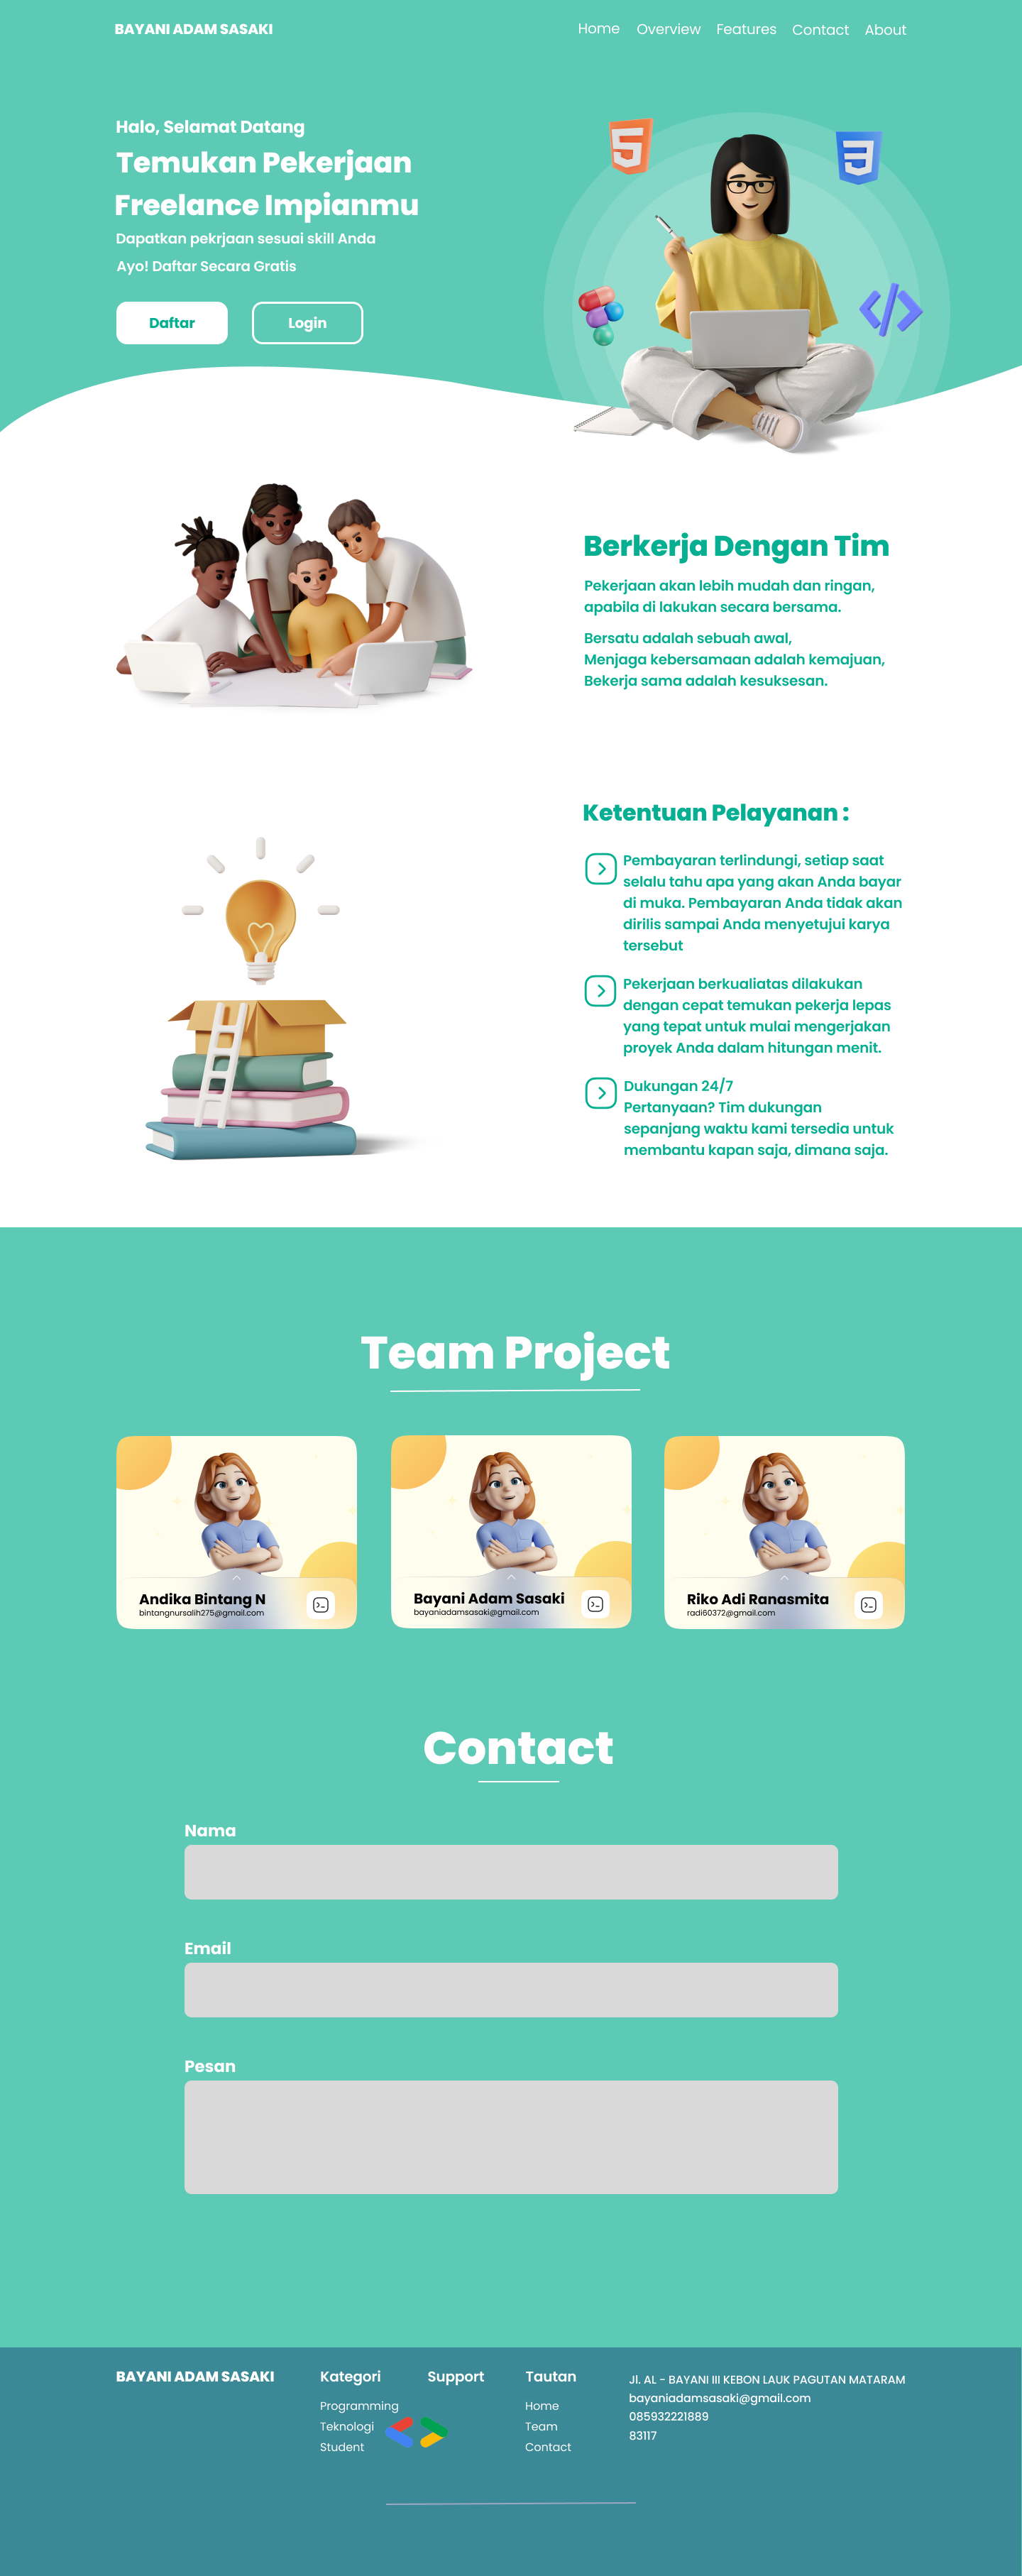 BAYANI ADAM SASAKI
Home Overview Features Contact About
Halo, Selamat Datang
Temukan Pekerjaan
Freelance Impianmu
Dapatkan pekrjaan sesuai skill Anda
Ayo! Daftar Secara Gratis
Daftar
Login
Berkerja Dengan Tim
Pekerjaan akan lebih mudah dan ringan,
apabila di lakukan secara bersama.
Bersatu adalah sebuah awal,
Menjaga kebersamaan adalah kemajuan,
Bekerja sama adalah kesuksesan.
Ketentuan Pelayanan :
Pembayaran terlindungi, setiap saat
selalu tahu apa yang akan Anda bayar
di muka. Pembayaran Anda tidak akan
dirilis sampai Anda menyetujui karya
tersebut
Pekerjaan berkualiatas dilakukan
dengan cepat temukan pekerja lepas
yang tepat untuk mulai mengerjakan
proyek Anda dalam hitungan menit.
Dukungan 24/7
Pertanyaan? Tim dukungan
sepanjang waktu kami tersedia untuk
membantu kapan saja, dimana saja.
Team Project
Andika Bintang N
bintangnursalih275@gmail.com
Bayani Adam Sasaki
bayaniadamsasaki@gmail.com
Riko Adi Ranasmita
radi60372@gmail.com
Contact
Nama
Email
Pesan
BAYANI ADAM SASAKI
Kategori
Programming
Teknologi
Student
Support
Tautan
Home
Team
Contact
Jl. AL - BAYANI III KEBON LAUK PAGUTAN MATARAM
bayaniadamsasaki@gmail.com
085932221889
83117